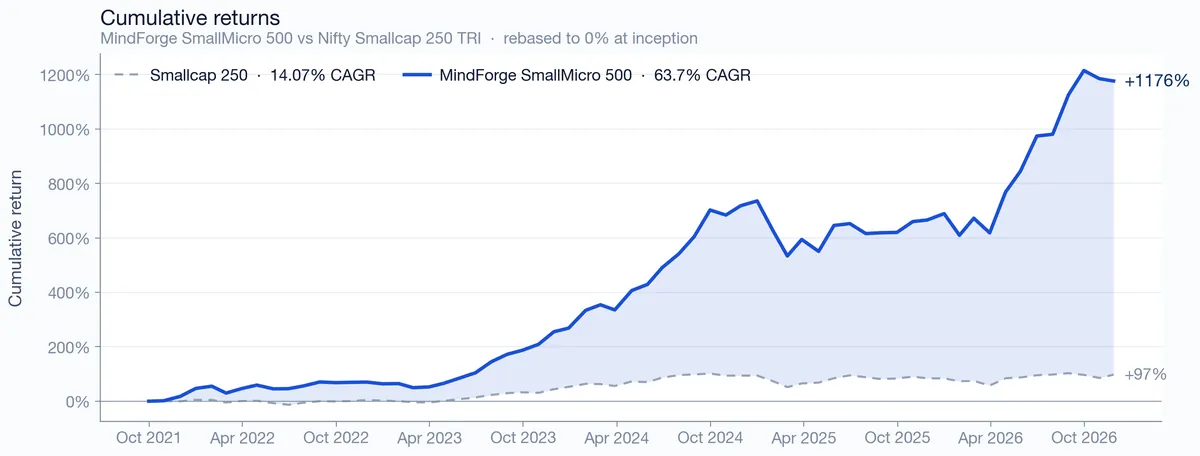 Cumulative returns
MindForge SmallMicro 500 vs Nifty Smallcap 250 TRI · rebased to 0% at inception
Smallcap 250 · 14.07% CAGR
MindForge SmallMicro 500 · 63.7% CAGR
+1176%
+97%
Cumulative return
1200%
1000%
800%
600%
400%
200%
0%
Oct 2021
Apr 2022
Oct 2022
Apr 2023
Oct 2023
Apr 2024
Oct 2024
Apr 2025
Oct 2025
Apr 2026
Oct 2026